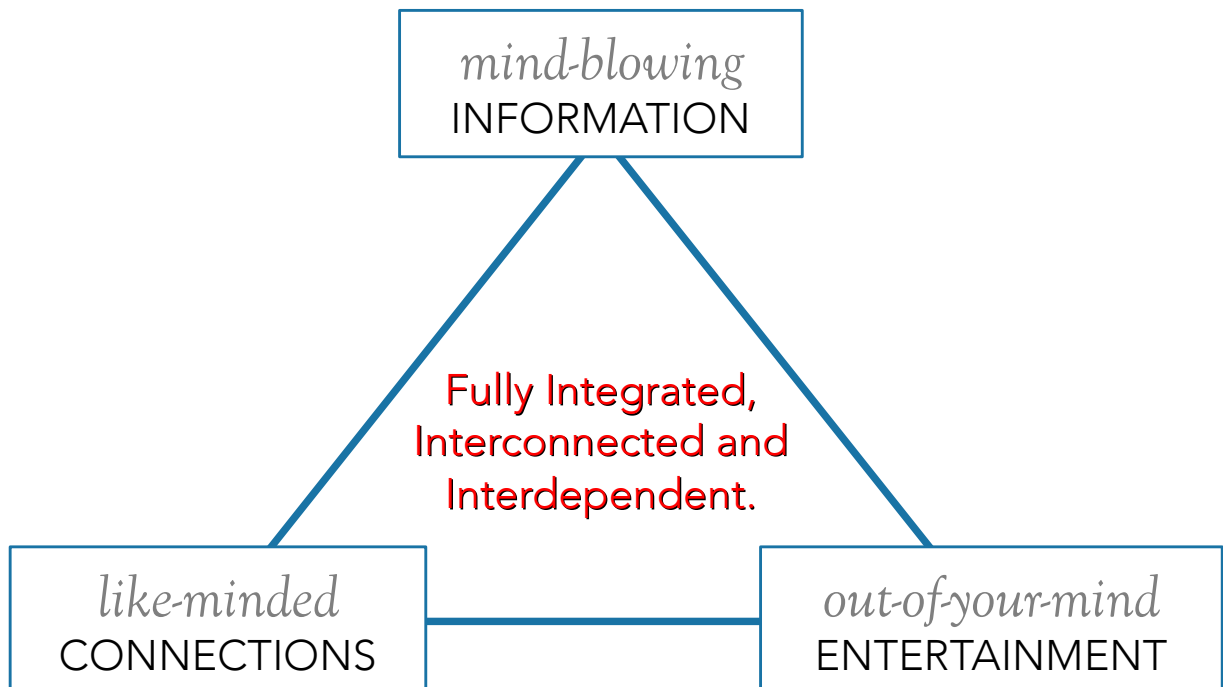 mind-blowing
INFORMATION
Fully Integrated,
Interconnected and
Interdependent.
like-minded
CONNECTIONS
out-of-your-mind
ENTERTAINMENT